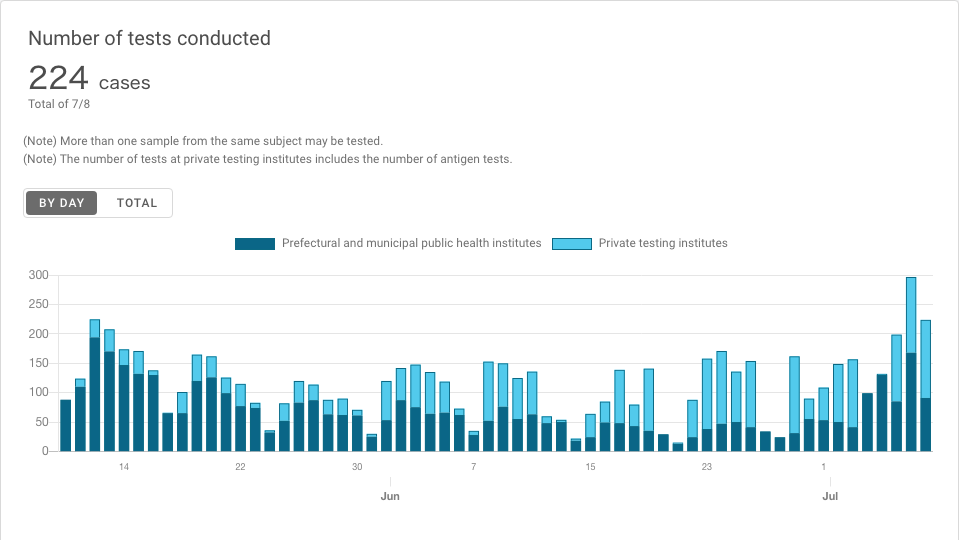 Number of tests conducted
224 cases
Total of 7/8
(Note) More than one sample from the same subject may be tested.
(Note) The number of tests at private testing institutes includes the number of antigen tests.
BY DAY TOTAL
Prefectural and municipal public health institutes Private testing institutes
300
250
200
150
100
50
0
14 22 30 7 15 23 1
Jun Jul